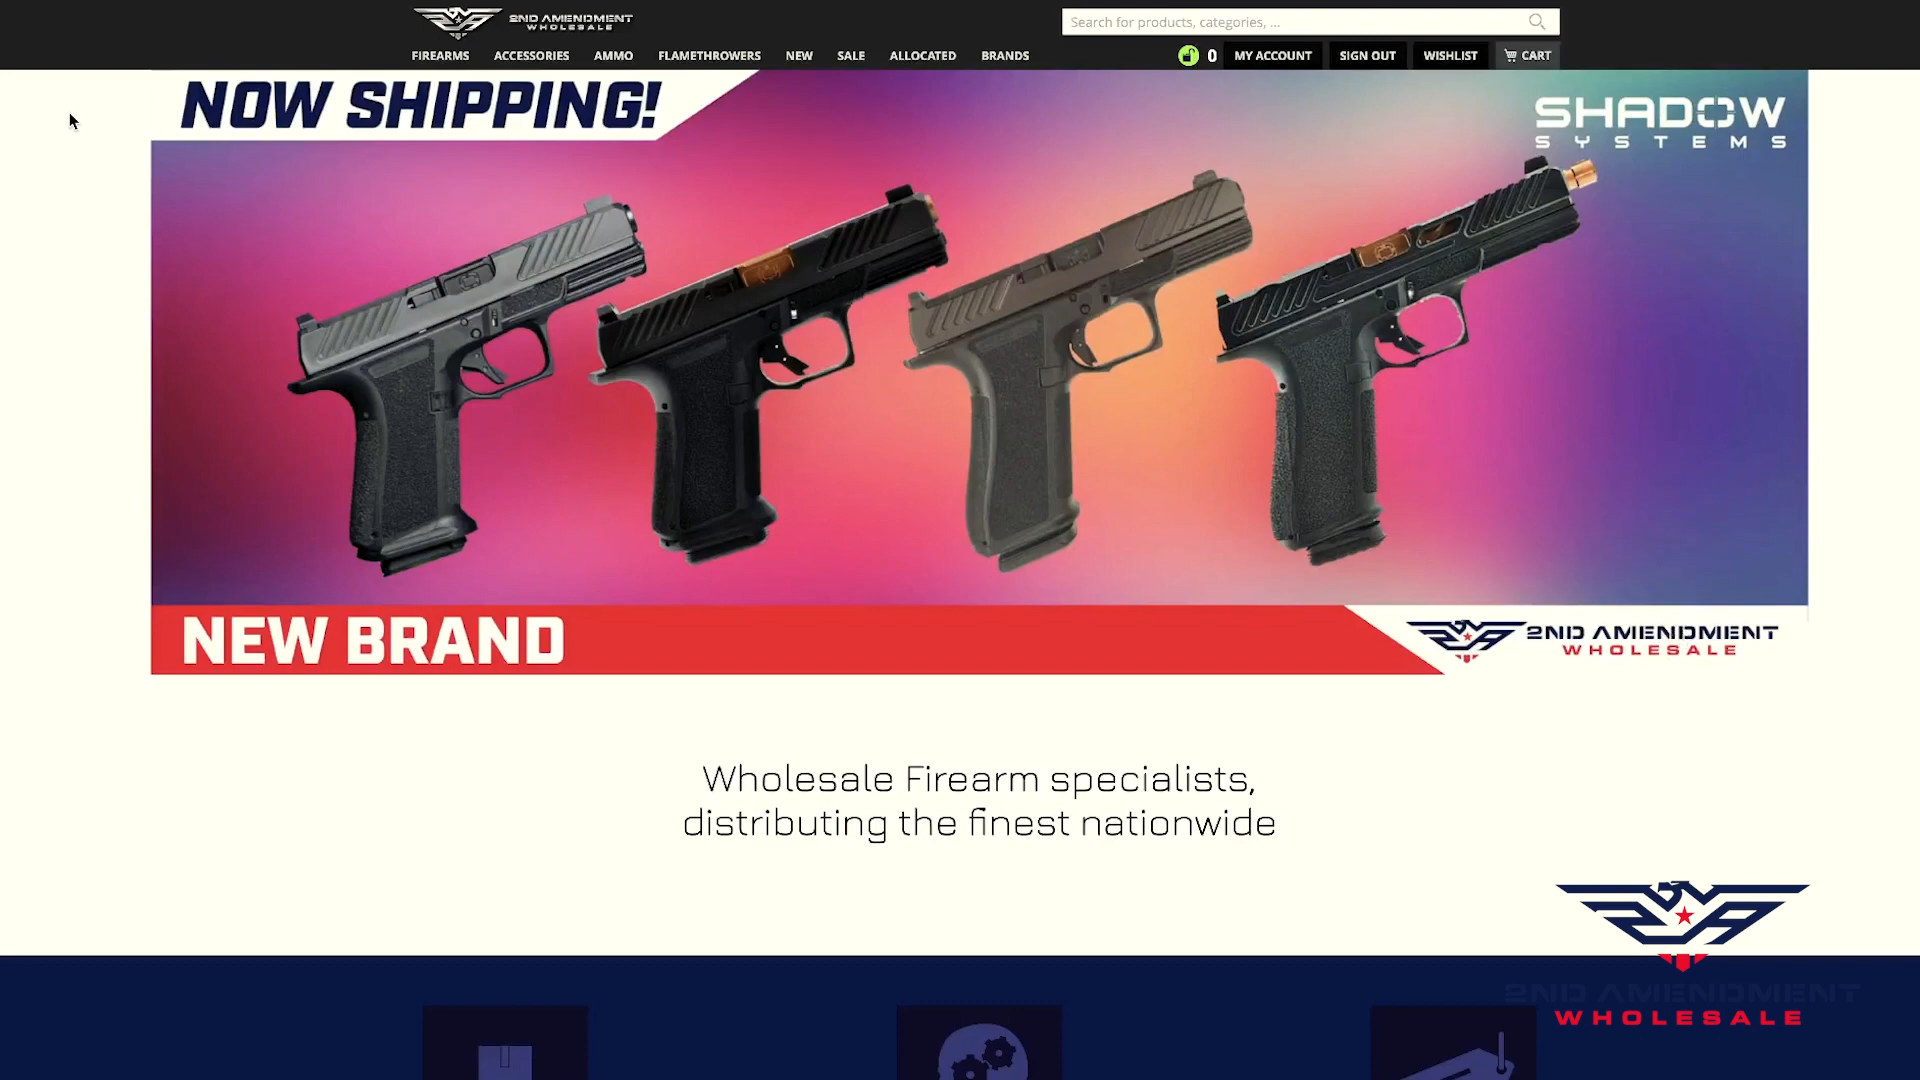 2ND AMENDMENT
WHOLESALE
Search for products, categories, ...
FIREARMS ACCESSORIES AMMO FLAMETHROWERS NEW SALE ALLOCATED BRANDS
0 MY ACCOUNT SIGN OUT WISHLIST CART
NOW SHIPPING!
SHADOW
SYSTEMS
NEW BRAND
2ND AMENDMENT
WHOLESALE
Wholesale Firearm specialists,
distributing the finest nationwide
2ND AMENDMENT
WHOLESALE